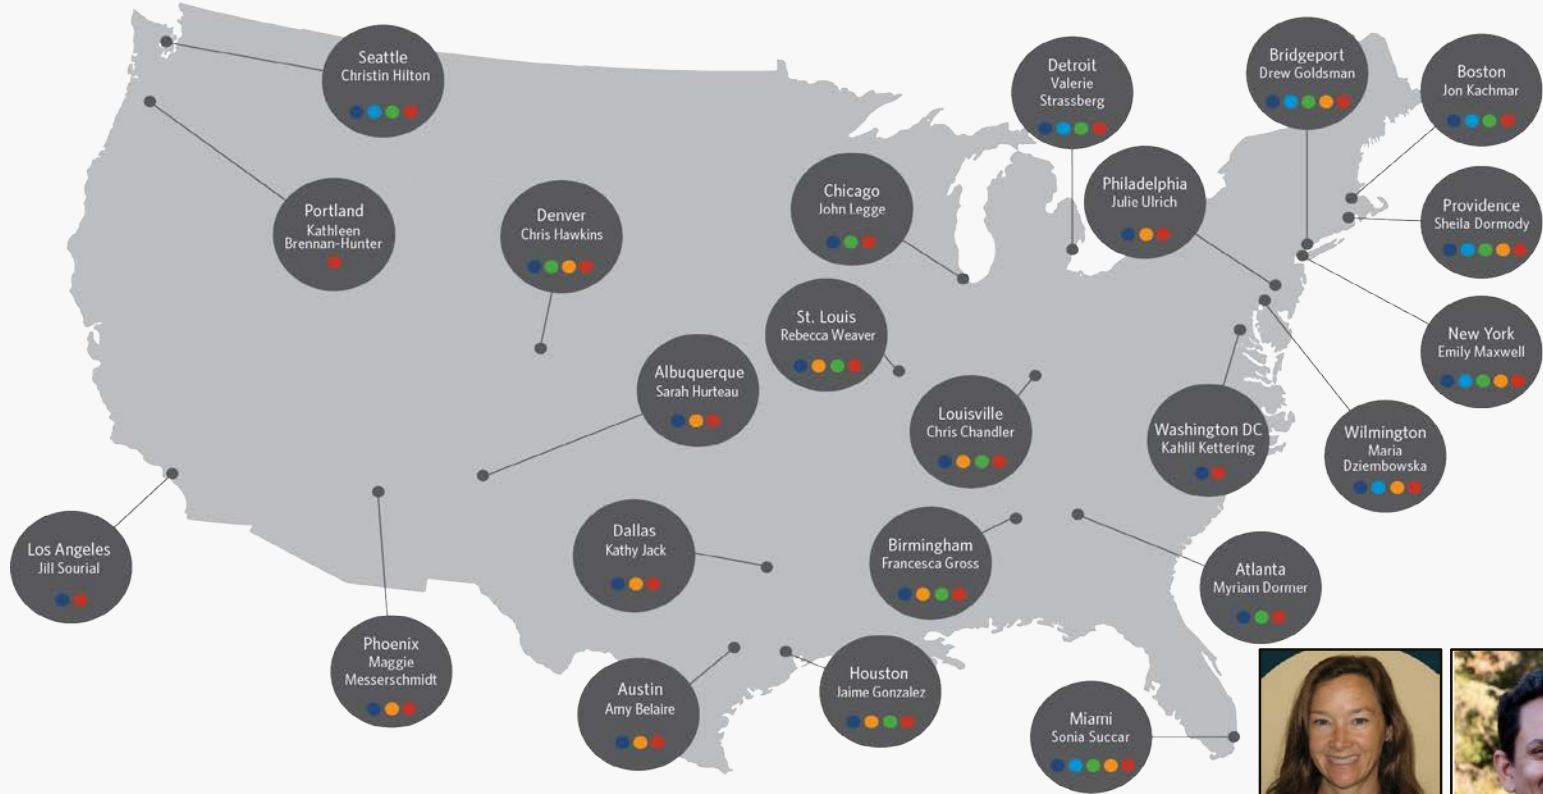 Seattle
Christin Hilton
Portland
Kathleen
Brennan-Hunter
Denver
Chris Hawkins
Albuquerque
Sarah Hurteau
Los Angeles
Jill Sourial
Phoenix
Maggie
Messerschmidt
Dallas
Kathy Jack
Austin
Amy Belaire
Houston
Jaime Gonzalez
Chicago
John Legge
St. Louis
Rebecca Weaver
Louisville
Chris Chandler
Birmingham
Francesca Gross
Detroit
Valerie
Strassberg
Philadelphia
Julie Ulrich
Bridgeport
Drew Goldsman
Boston
Jon Kachmar
Providence
Sheila Dormody
New York
Emily Maxwell
Washington DC
Kahlil Kettering
Wilmington
Maria
Dziembowska
Atlanta
Myriam Dormer
Miami
Sonia Succar